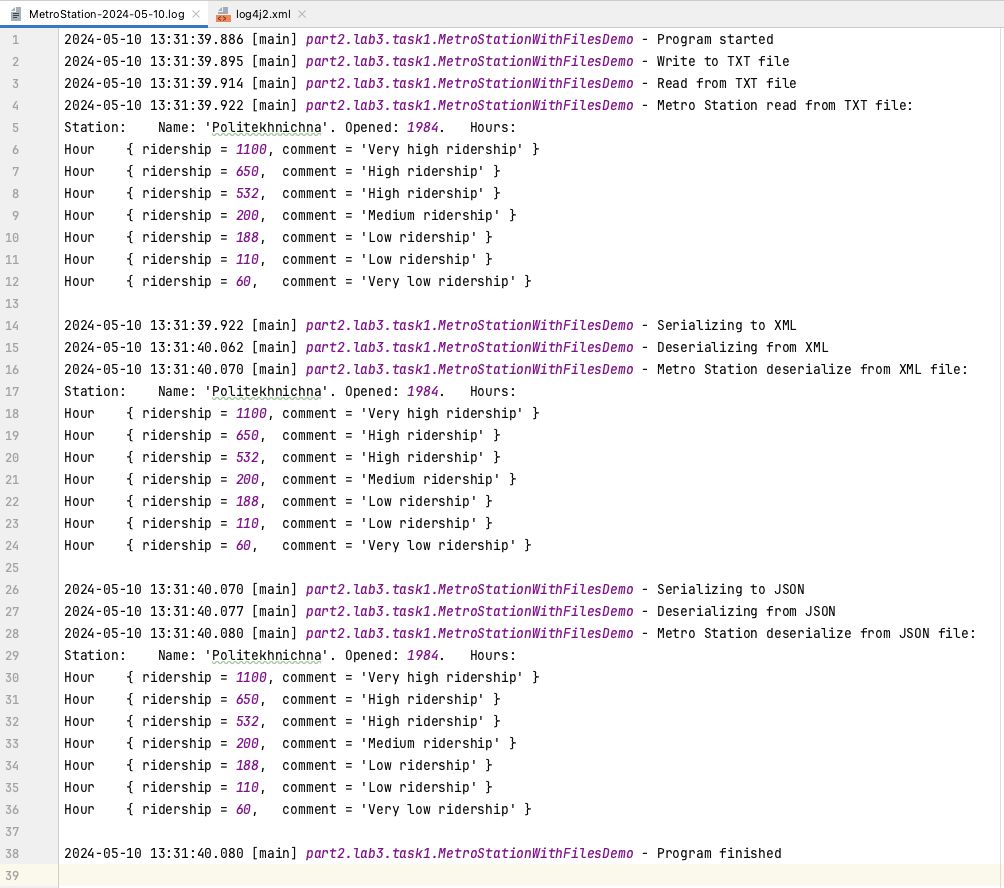 MetroStation-2024-05-10.log log4j2.xml
1 2024-05-10 13:31:39.886 [main] part2.lab3.task1.MetroStationWithFilesDemo - Program started
2 2024-05-10 13:31:39.895 [main] part2.lab3.task1.MetroStationWithFilesDemo - Write to TXT file
3 2024-05-10 13:31:39.914 [main] part2.lab3.task1.MetroStationWithFilesDemo - Read from TXT file
4 2024-05-10 13:31:39.922 [main] part2.lab3.task1.MetroStationWithFilesDemo - Metro Station read from TXT file:
5 Station:    Name: 'Politekhnichna'. Opened: 1984.   Hours:
6 Hour    { ridership = 1100, comment = 'Very high ridership' }
7 Hour    { ridership = 650,  comment = 'High ridership' }
8 Hour    { ridership = 532,  comment = 'High ridership' }
9 Hour    { ridership = 200,  comment = 'Medium ridership' }
10 Hour    { ridership = 188,  comment = 'Low ridership' }
11 Hour    { ridership = 110,  comment = 'Low ridership' }
12 Hour    { ridership = 60,   comment = 'Very low ridership' }
13
14 2024-05-10 13:31:39.922 [main] part2.lab3.task1.MetroStationWithFilesDemo - Serializing to XML
15 2024-05-10 13:31:40.062 [main] part2.lab3.task1.MetroStationWithFilesDemo - Deserializing from XML
16 2024-05-10 13:31:40.070 [main] part2.lab3.task1.MetroStationWithFilesDemo - Metro Station deserialize from XML file:
17 Station:    Name: 'Politekhnichna'. Opened: 1984.   Hours:
18 Hour    { ridership = 1100, comment = 'Very high ridership' }
19 Hour    { ridership = 650,  comment = 'High ridership' }
20 Hour    { ridership = 532,  comment = 'High ridership' }
21 Hour    { ridership = 200,  comment = 'Medium ridership' }
22 Hour    { ridership = 188,  comment = 'Low ridership' }
23 Hour    { ridership = 110,  comment = 'Low ridership' }
24 Hour    { ridership = 60,   comment = 'Very low ridership' }
25
26 2024-05-10 13:31:40.070 [main] part2.lab3.task1.MetroStationWithFilesDemo - Serializing to JSON
27 2024-05-10 13:31:40.077 [main] part2.lab3.task1.MetroStationWithFilesDemo - Deserializing from JSON
28 2024-05-10 13:31:40.080 [main] part2.lab3.task1.MetroStationWithFilesDemo - Metro Station deserialize from JSON file:
29 Station:    Name: 'Politekhnichna'. Opened: 1984.   Hours:
30 Hour    { ridership = 1100, comment = 'Very high ridership' }
31 Hour    { ridership = 650,  comment = 'High ridership' }
32 Hour    { ridership = 532,  comment = 'High ridership' }
33 Hour    { ridership = 200,  comment = 'Medium ridership' }
34 Hour    { ridership = 188,  comment = 'Low ridership' }
35 Hour    { ridership = 110,  comment = 'Low ridership' }
36 Hour    { ridership = 60,   comment = 'Very low ridership' }
37
38 2024-05-10 13:31:40.080 [main] part2.lab3.task1.MetroStationWithFilesDemo - Program finished
39